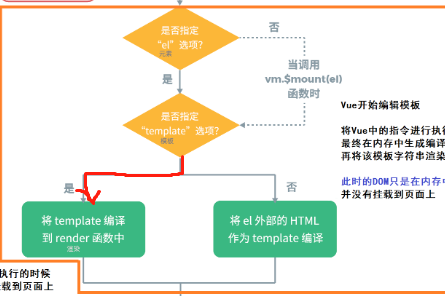 是否指定
“el”选项?
元素
否
是
当调用
vm.$mount(el)
函数时
Vue开始编辑模板
是否指定
“template”选项?
模板
将Vue中的指令进行执行
最终在内存中生成编译
再将该模板字符串渲染
此时的DOM只是在内存中
并没有挂载到页面上
是
否
将 template 编译
到 render 函数中
渲染
将 el 外部的 HTML
作为 template 编译
执行的时候
挂载到页面上